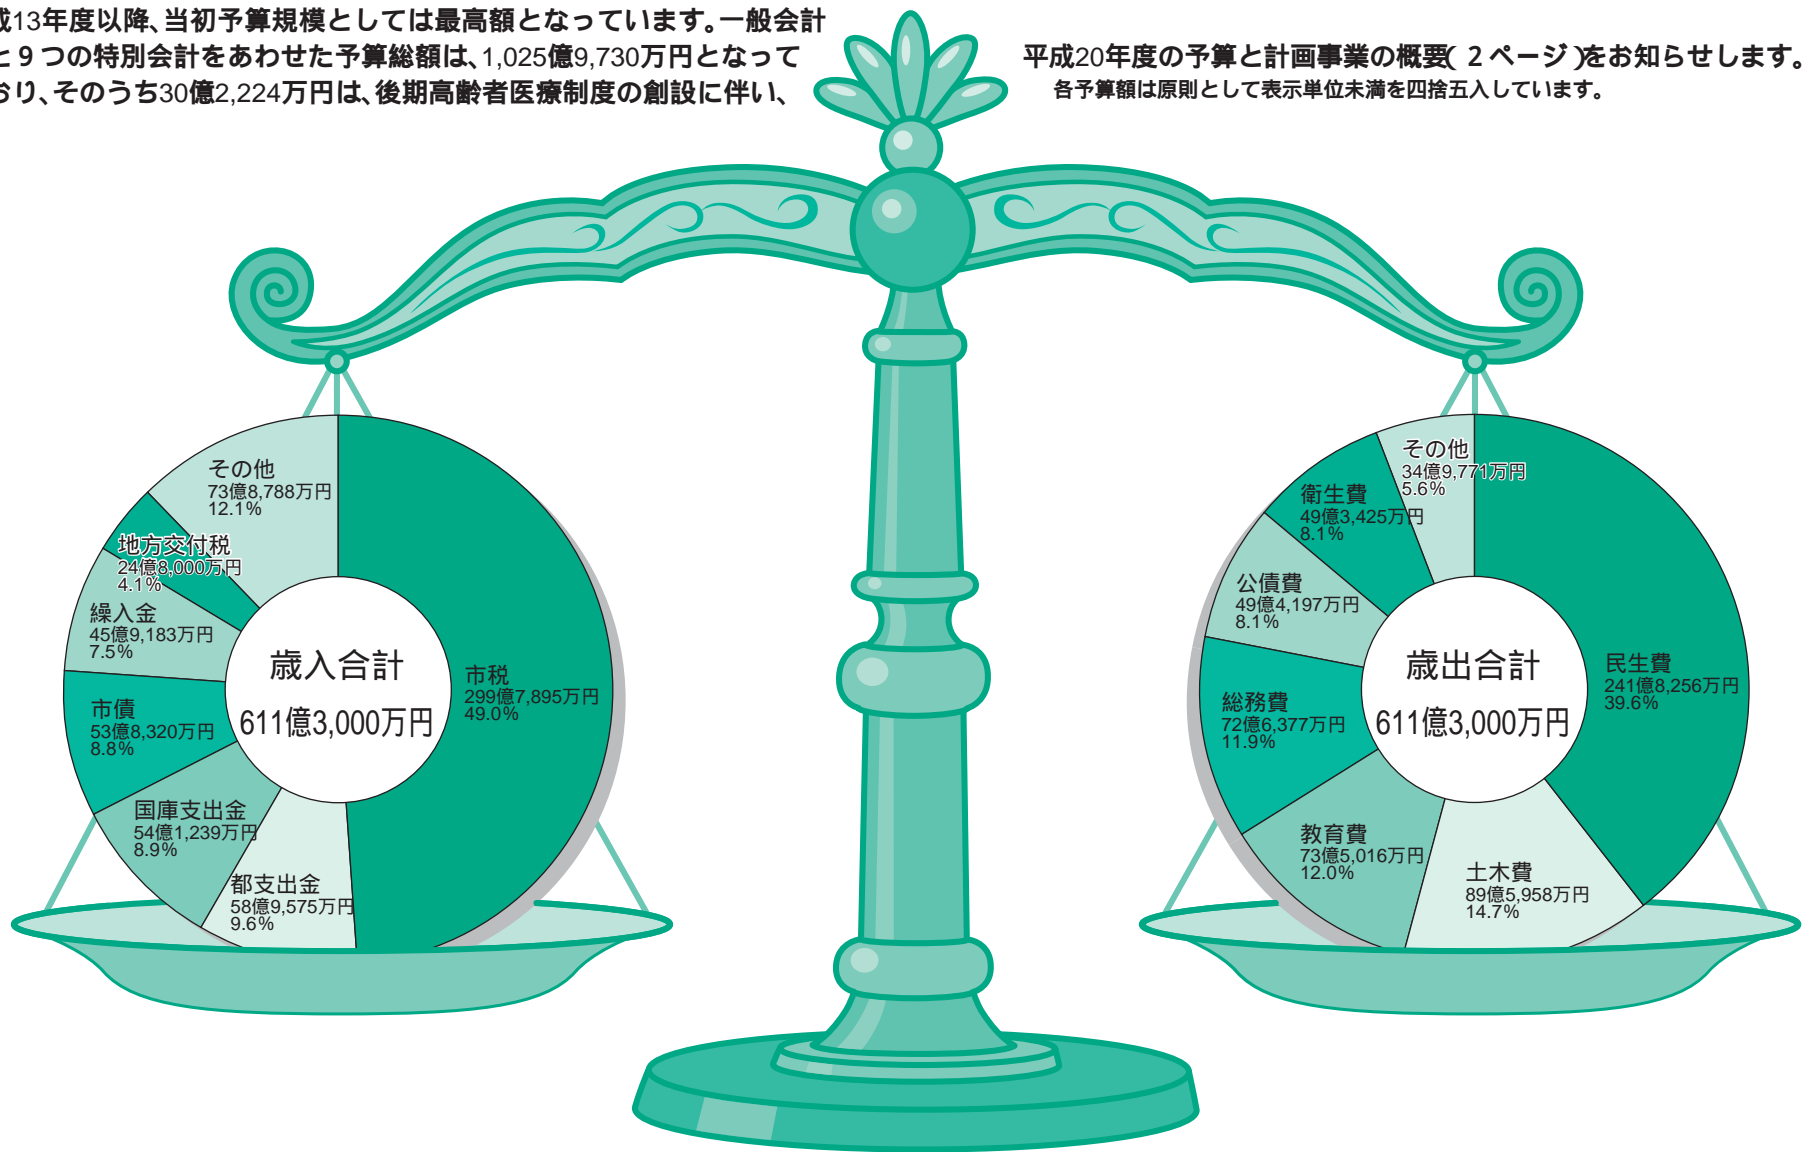 成13年度以降、当初予算規模としては最高額となっています。一般会計
と９つの特別会計をあわせた予算総額は、1,025億9,730万円となって
おり、そのうち30億2,224万円は、後期高齢者医療制度の創設に伴い、
平成20年度の予算と計画事業の概要(２ページ)をお知らせします。
各予算額は原則として表示単位未満を四捨五入しています。
その他
73億8,788万円
12.1%
地方交付税
24億8,000万円
4.1%
繰入金
45億9,183万円
7.5%
市債
53億8,320万円
8.8%
国庫支出金
54億1,239万円
8.9%
都支出金
58億9,575万円
9.6%
市税
299億7,895万円
49.0%
歳入合計
611億3,000万円
その他
34億9,771万円
5.6%
衛生費
49億3,425万円
8.1%
公債費
49億4,197万円
8.1%
総務費
72億6,377万円
11.9%
教育費
73億5,016万円
12.0%
土木費
89億5,958万円
14.7%
民生費
241億8,256万円
39.6%
歳出合計
611億3,000万円